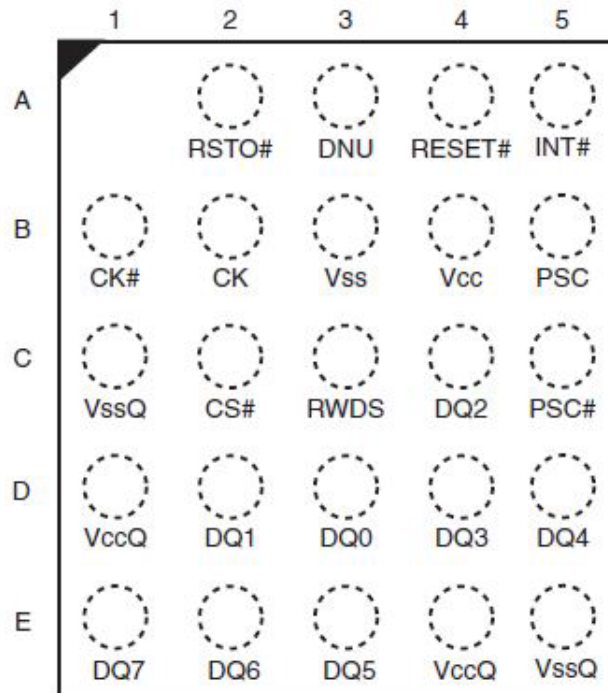 1 2 3 4 5
A
RSTO# DNU RESET# INT#
B
CK# CK Vss Vcc PSC
C
VssQ CS# RWDS DQ2 PSC#
D
VccQ DQ1 DQ0 DQ3 DQ4
E
DQ7 DQ6 DQ5 VccQ VssQ